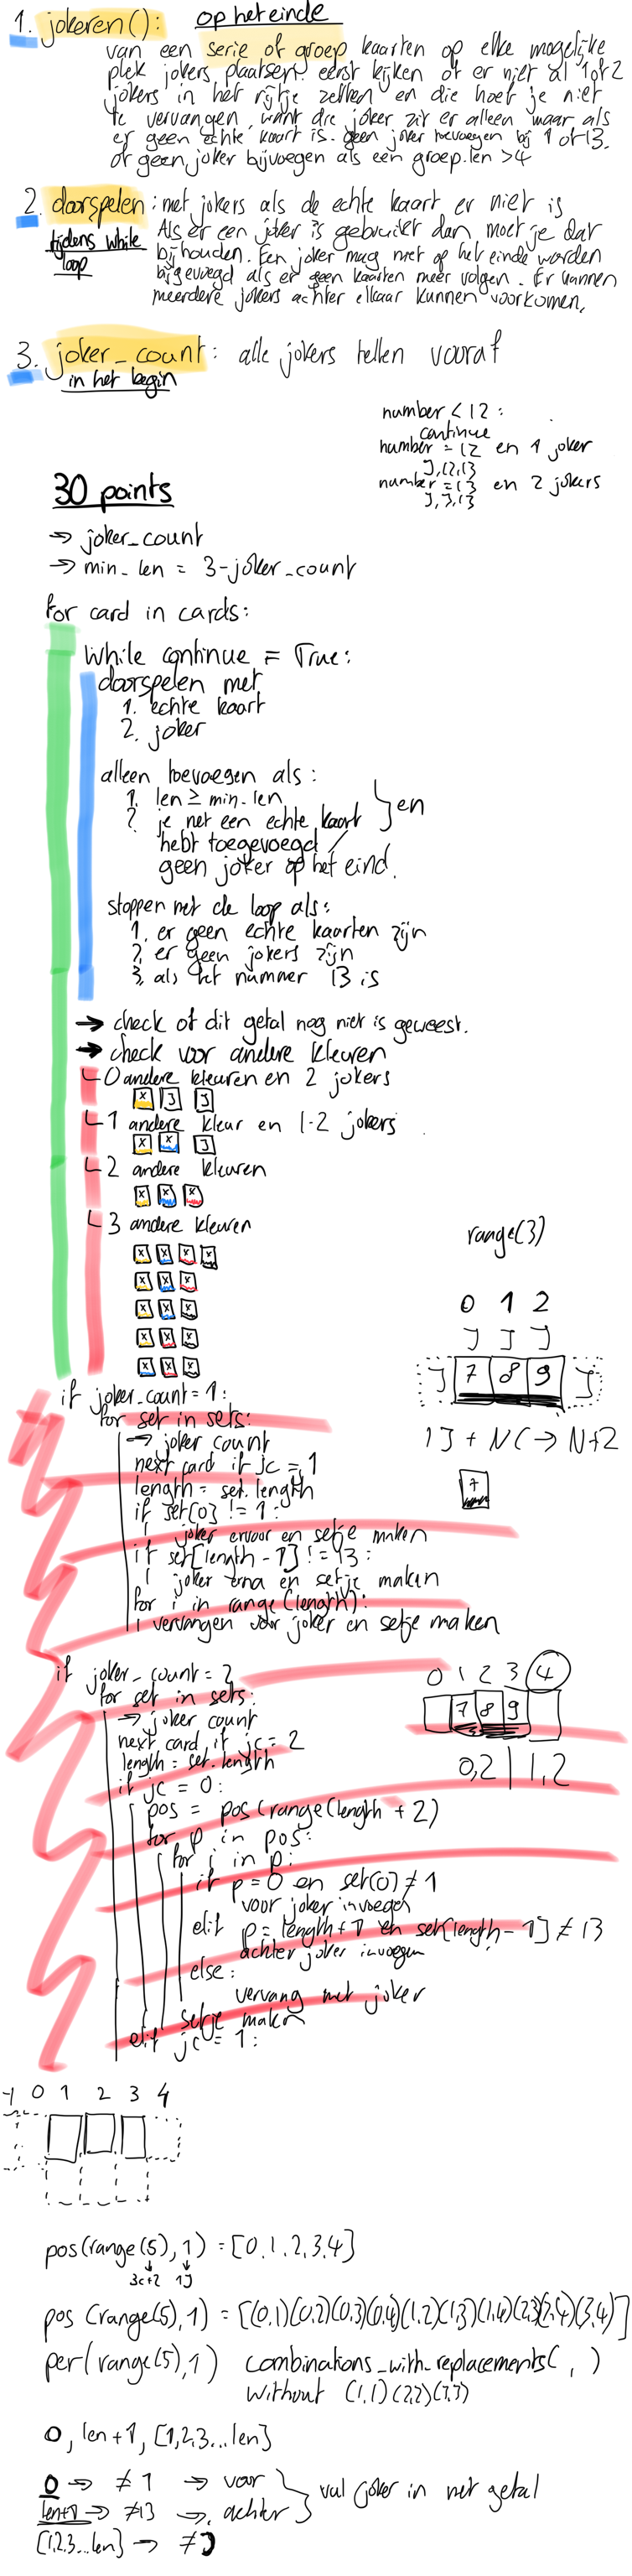 1. jokeren(): op het einde
van een serie of groep kaarten op elke mogelijke
plek jokers plaatsen. eerst kijken of er niet al 1 of 2
jokers in het rijtje zetten en die hoef je niet
te vervangen want die joker zit er alleen maar als
er geen echte kaart is. geen joker toevoegen bij 1 of 13.
of geen joker bijvoegen als een groep.len >4
2. doorspelen: met jokers als de echte kaart er niet is
tijdens while
loop
Als er een joker is gebruikt dan moet je dat
bijhouden. Een joker mag niet op het einde worden
bijgevoegd als er geen kaarten meer volgen. Er kunnen
meerdere jokers achter elkaar kunnen voorkomen.
3. joker_count: alle jokers tellen vooraf
in het begin
number < 12:
continue
number = 12 en 1 joker
J,12,13
number = 13 en 2 jokers
J,J,13
30 points
→ joker_count
→ min_len = 3-joker_count
for card in cards:
while continue = True:
doorspelen met
1. echte kaart
2. joker
alleen toevoegen als:
1. len ≥ min_len
2. je net een echte kaart
hebt toegevoegd /
geen joker op het eind.
} en
stoppen met de loop als:
1. er geen echte kaarten zijn
2. er geen jokers zijn
3. als het nummer 13 is
→ check of dit getal nog niet is geweest.
→ check voor andere kleuren
0 andere kleuren en 2 jokers
X J J
1 andere kleur en 1-2 jokers
X X J
2 andere kleuren
X X X
3 andere kleuren
X X X X
X X X
X X X
X X X
X X X
range(3)
0 1 2
J J J
J 7 8 9 J
1J + NC → N+2
7
if joker_count = 1:
for set in sets:
→ joker count
next card if jc = 1
length = set.length
if set[0] != 1:
joker ervoor en setje maken
if set[length - 1] != 13:
joker erna en setje maken
for i in range(length):
vervangen door joker en setje maken
if joker_count = 2
for set in sets:
→ joker count
next card if jc = 2
length = set.length
if jc = 0:
pos = pos(range(length + 2)
for p in pos:
for i in p:
if p = 0 en set(0) ≠ 1
voor joker invoegen
elif p = length + 1 en set[length - 1] ≠ 13
achter joker invoegen
else:
vervang met joker
setje maken
elif jc = 1:
0 1 2 3 4
7 8 9
0,2 | 1,2
-1 0 1 2 3 4
pos(range(5), 1) = [0,1,2,3,4]
3c+2 1J
pos (range(5),1) = [(0,1)(0,2)(0,3)(0,4)(1,2)(1,3)(1,4)(2,3)(2,4)(3,4)]
per(range(5),1) combinations_with_replacements( , )
without (1,1)(2,2)(3,3)
0, len+1, [1,2,3...len]
0 → ≠ 1 → voor
len+1 → ≠13 → achter
} vul joker in met getal
[1,2,3...len] → ≠J